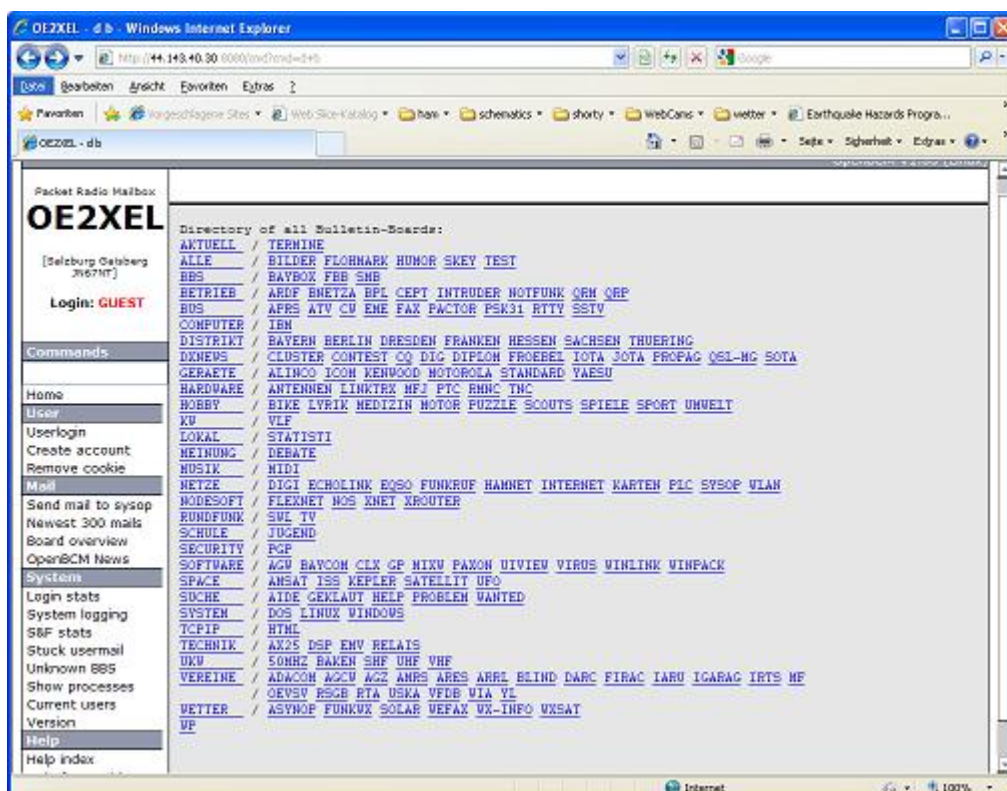 OE2XEL - d b - Windows Internet Explorer
http://44.143.40.30:8080/cmd?cmd=d+b
Google
Datei Bearbeiten Ansicht Favoriten Extras ?
Favoriten Vorgeschlagene Sites Web Slice-Katalog ham schematics shorty WebCams wetter Earthquake Hazards Progra...
OE2XEL - d b
Seite Sicherheit Extras
Packet Radio Mailbox
OE2XEL
[Salzburg Gaisberg
JN67NT]
Login: GUEST
Commands
Home
User
Userlogin
Create account
Remove cookie
Mail
Send mail to sysop
Newest 300 mails
Board overview
OpenBCM News
System
Login stats
System logging
S&F stats
Stuck usermail
Unknown BBS
Show processes
Current users
Version
Help
Help index
Directory of all Bulletin-Boards:
AKTUELL / TERMINE
ALLE / BILDER FLOHMARK HUMOR SKEY TEST
BBS / BAYBOX FBB SMB
BETRIEB / ARDF BNETZA BPL CEPT INTRUDER NOTFUNK QRM QRP
BUS / APRS ATV CW EME FAX PACTOR PSK31 RTTY SSTV
COMPUTER / IBM
DISTRIKT / BAYERN BERLIN DRESDEN FRANKEN HESSEN SACHSEN THUERING
DXNEWS / CLUSTER CONTEST CQ DIG DIPLOM FROEBEL IOTA JOTA PROPAG QSL-MG SOTA
GERAETE / ALINCO ICOM KENWOOD MOTOROLA STANDARD YAESU
HARDWARE / ANTENNEN LINKTRX MFJ PTC RMNC TNC
HOBBY / BIKE LYRIK MEDIZIN MOTOR PUZZLE SCOUTS SPIELE SPORT UMWELT
KW / VLF
LOKAL / STATISTI
MEINUNG / DEBATE
MUSIK / MIDI
NETZE / DIGI ECHOLINK EQSO FUNKRUF HAMNET INTERNET KARTEN PLC SYSOP WLAN
NODESOFT / FLEXNET NOS XNET XROUTER
RUNDFUNK / SWL TV
SCHULE / JUGEND
SECURITY / PGP
SOFTWARE / AGW BAYCOM CLX GP MIXW PAXON UIVIEW VIRUS WINLINK WINPACK
SPACE / AMSAT ISS KEPLER SATELLIT UFO
SUCHE / AIDE GEKLAUT HELP PROBLEM WANTED
SYSTEM / DOS LINUX WINDOWS
TCPIP / HTML
TECHNIK / AX25 DSP EMV RELAIS
UKW / 50MHZ BAKEN SHF UHF VHF
VEREINE / ADACOM AGCW AGZ AMRS ARES ARRL BLIND DARC FIRAC IARU IGARAG IRTS MF
/ OEVSV RSGB RTA USKA VFDB WIA YL
WETTER / ASYNOP FUNKWX SOLAR WEFAX WX-INFO WXSAT
WP
Internet
100%